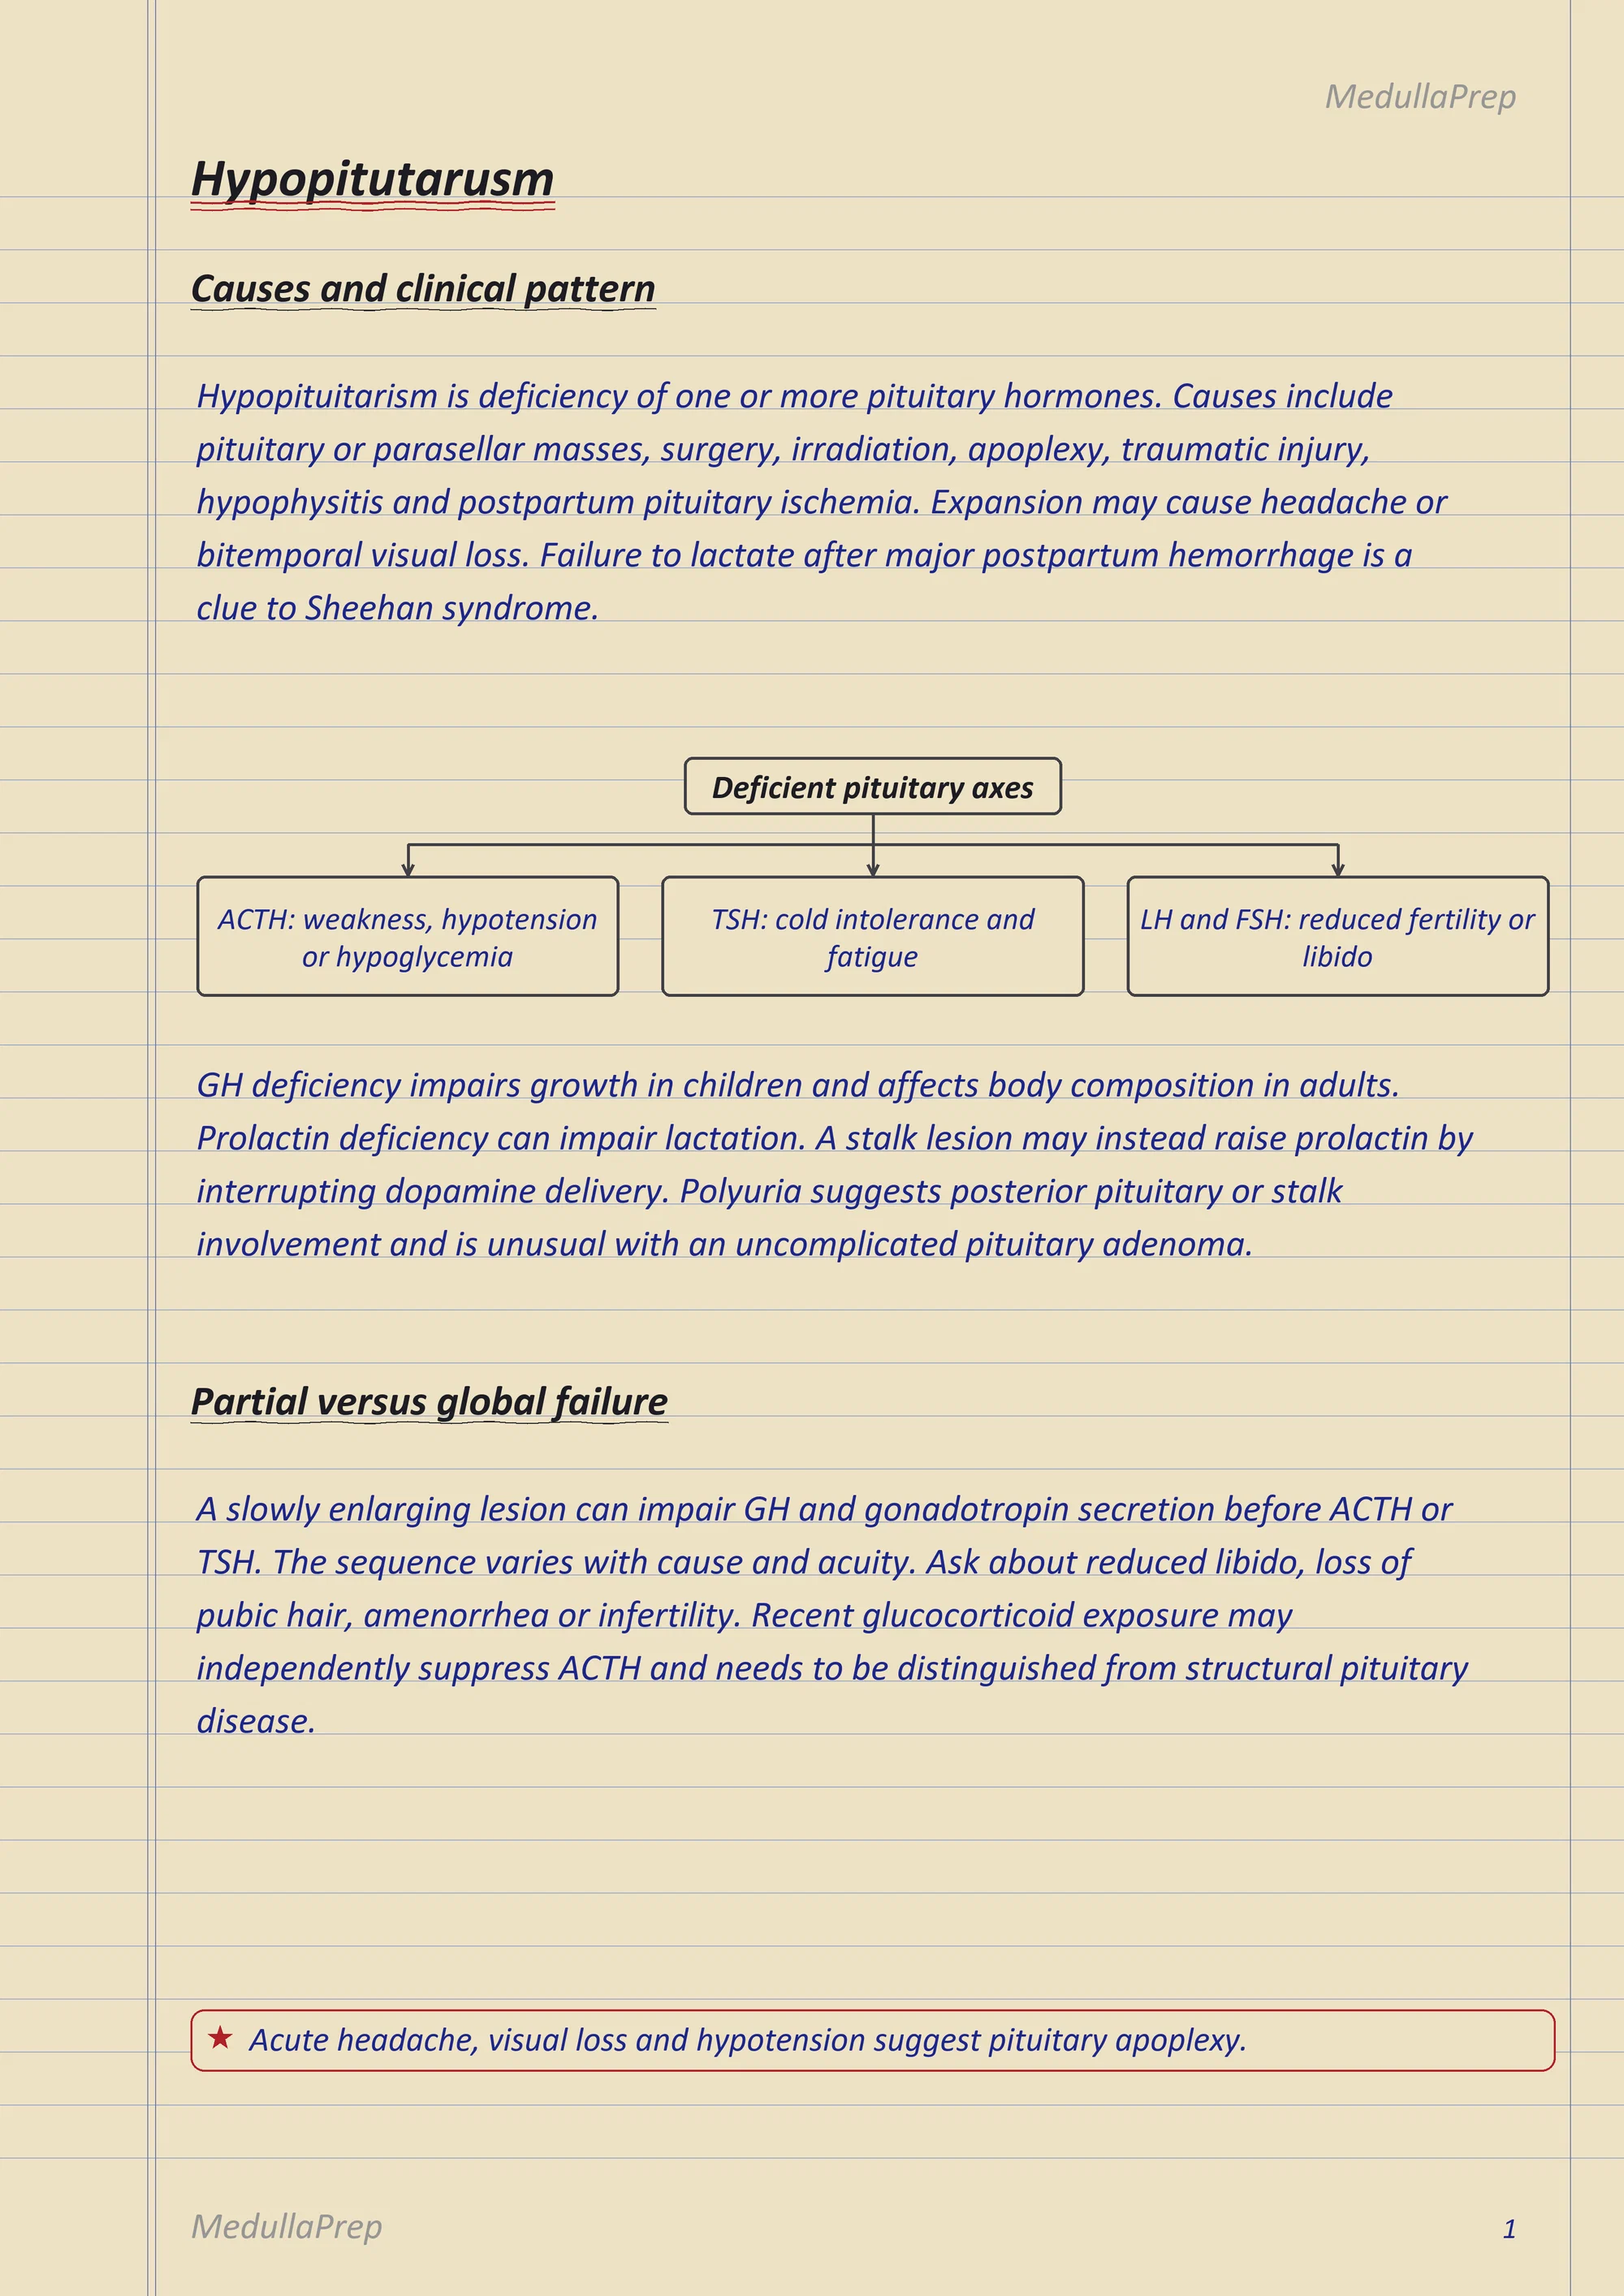 MedullaPrep
Hypopitutarusm
Causes and clinical pattern
Hypopituitarism is deficiency of one or more pituitary hormones. Causes include
pituitary or parasellar masses, surgery, irradiation, apoplexy, traumatic injury,
hypophysitis and postpartum pituitary ischemia. Expansion may cause headache or
bitemporal visual loss. Failure to lactate after major postpartum hemorrhage is a
clue to Sheehan syndrome.
Deficient pituitary axes
ACTH: weakness, hypotension
or hypoglycemia
TSH: cold intolerance and
fatigue
LH and FSH: reduced fertility or
libido
GH deficiency impairs growth in children and affects body composition in adults.
Prolactin deficiency can impair lactation. A stalk lesion may instead raise prolactin by
interrupting dopamine delivery. Polyuria suggests posterior pituitary or stalk
involvement and is unusual with an uncomplicated pituitary adenoma.
Partial versus global failure
A slowly enlarging lesion can impair GH and gonadotropin secretion before ACTH or
TSH. The sequence varies with cause and acuity. Ask about reduced libido, loss of
pubic hair, amenorrhea or infertility. Recent glucocorticoid exposure may
independently suppress ACTH and needs to be distinguished from structural pituitary
disease.
★ Acute headache, visual loss and hypotension suggest pituitary apoplexy.
MedullaPrep
1